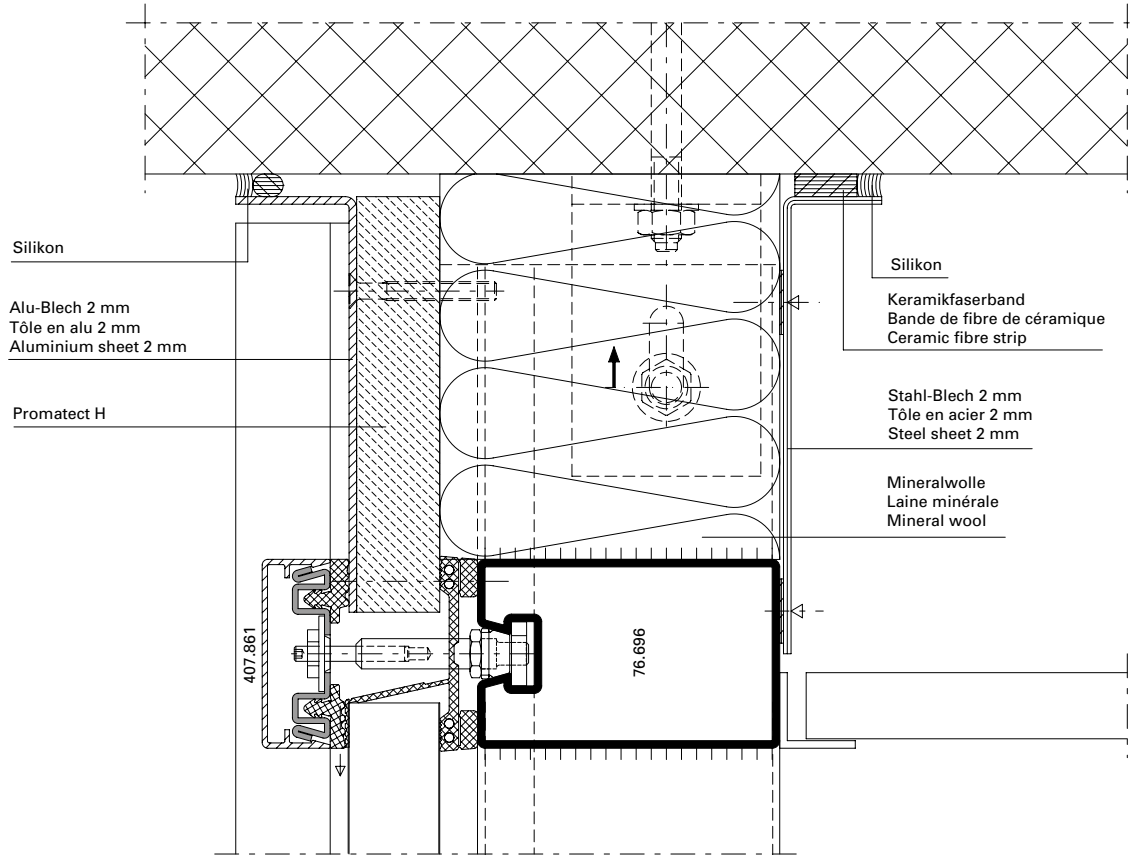 Silikon
Alu-Blech 2 mm
Tôle en alu 2 mm
Aluminium sheet 2 mm
Promatect H
Silikon
Keramikfaserband
Bande de fibre de céramique
Ceramic fibre strip
Stahl-Blech 2 mm
Tôle en acier 2 mm
Steel sheet 2 mm
Mineralwolle
Laine minérale
Mineral wool
407.861
76.696